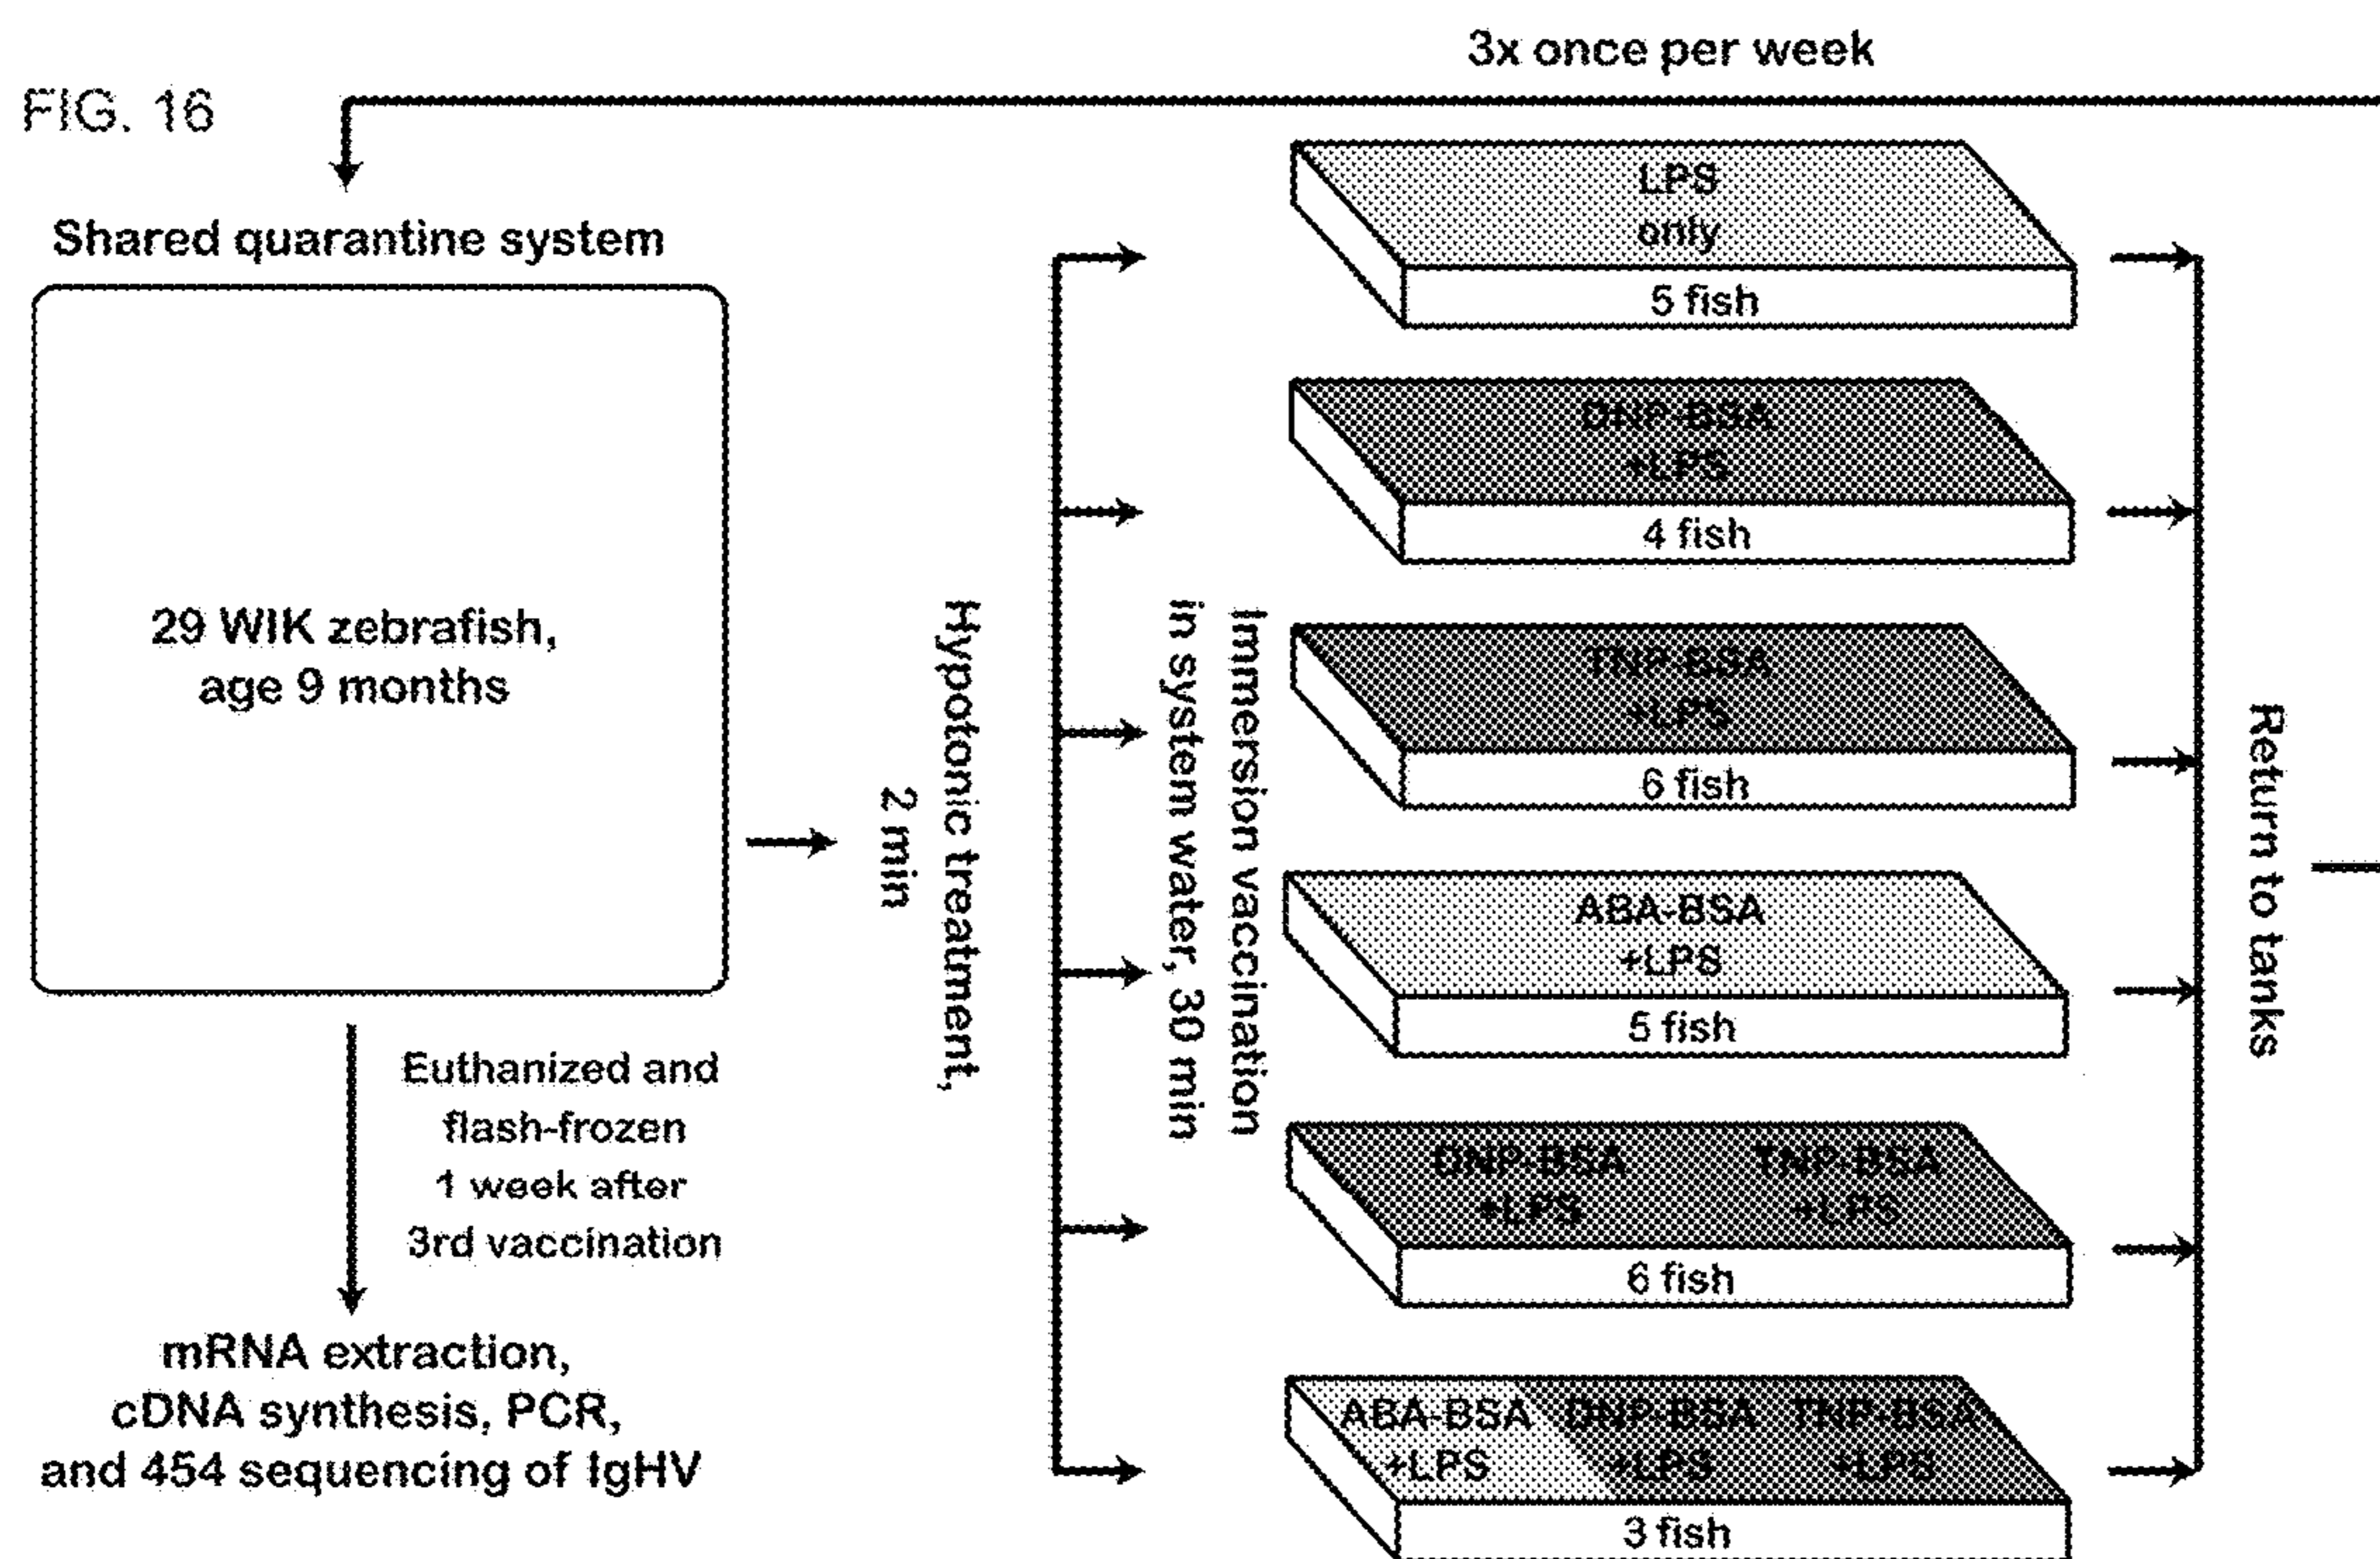 FIG. 16
3x once per week
Shared quarantine system
29 WIK zebrafish,
age 9 months
Euthanized and
flash-frozen
1 week after
3rd vaccination
mRNA extraction,
cDNA synthesis, PCR,
and 454 sequencing of IgHV
Hypotonic treatment,
2 min
Immersion vaccination
in system water, 30 min
LPS
only
5 fish
DNP-BSA
+LPS
4 fish
TNP-BSA
+LPS
6 fish
ABA-BSA
+LPS
5 fish
DNP-BSA TNP-BSA
+LPS +LPS
6 fish
ABA-BSA DNP-BSA TNP-BSA
+LPS +LPS +LPS
3 fish
Return to tanks